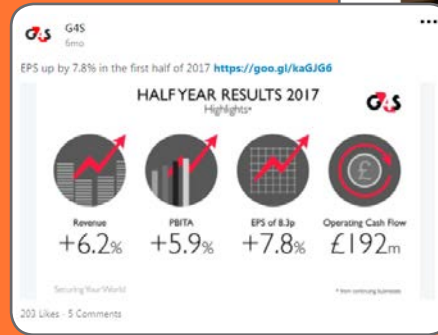 G4S
G4S
6mo
EPS up by 7.8% in the first half of 2017 https://goo.gl/kaGJG6
HALF YEAR RESULTS 2017
Highlights*
G4S
£
Revenue
+6.2%
PBITA
+5.9%
EPS of 8.3p
+7.8%
Operating Cash Flow
£192m
Securing Your World
* from continuing businesses
203 Likes · 5 Comments